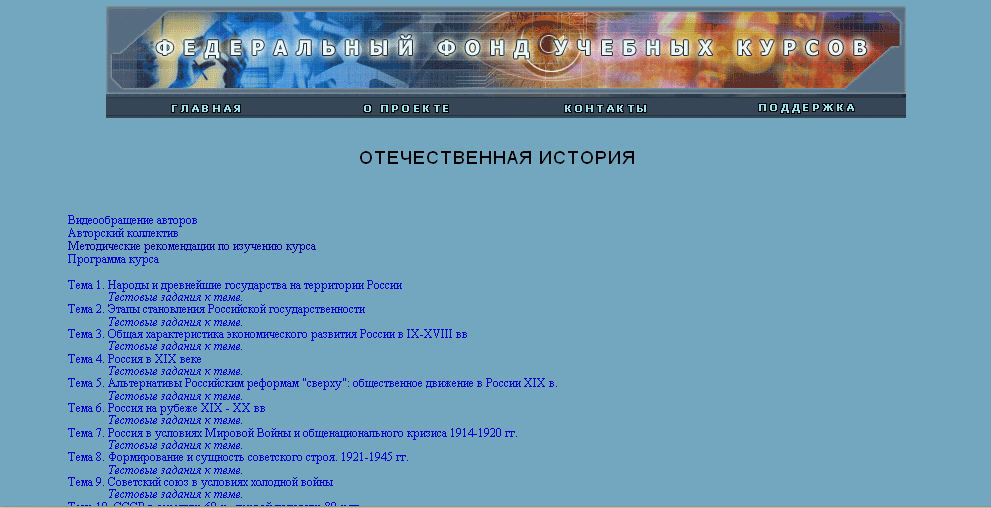 ФЕДЕРАЛЬНЫЙ ФОНД УЧЕБНЫХ КУРСОВ
ГЛАВНАЯ О ПРОЕКТЕ КОНТАКТЫ ПОДДЕРЖКА
ОТЕЧЕСТВЕННАЯ ИСТОРИЯ
Видеообращение авторов
Авторский коллектив
Методические рекомендации по изучению курса
Программа курса
Тема 1. Народы и древнейшие государства на территории России
Тестовые задания к теме.
Тема 2. Этапы становления Российской государственности
Тестовые задания к теме.
Тема 3. Общая характеристика экономического развития России в IX-XVIII вв
Тестовые задания к теме.
Тема 4. Россия в XIX веке
Тестовые задания к теме.
Тема 5. Альтернативы Российским реформам "сверху": общественное движение в России XIX в.
Тестовые задания к теме.
Тема 6. Россия на рубеже XIX - XX вв
Тестовые задания к теме.
Тема 7. Россия в условиях Мировой Войны и общенационального кризиса 1914-1920 гг.
Тестовые задания к теме.
Тема 8. Формирование и сущность советского строя. 1921-1945 гг.
Тестовые задания к теме.
Тема 9. Советский союз в условиях холодной войны
Тестовые задания к теме.
Тема 10. СССР в